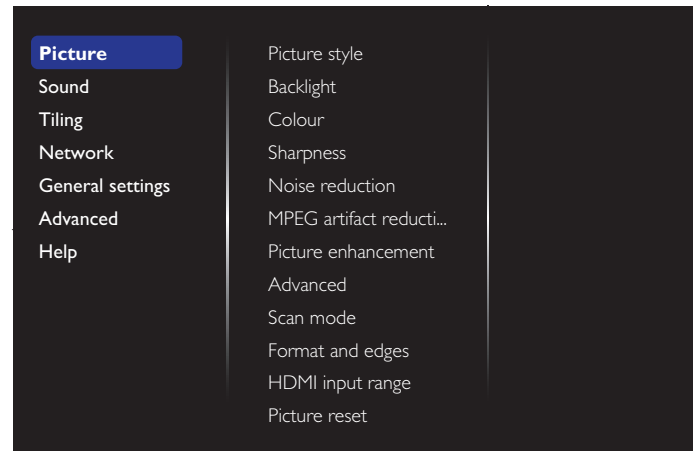 Picture
Sound
Tiling
Network
General settings
Advanced
Help
Picture style
Backlight
Colour
Sharpness
Noise reduction
MPEG artifact reducti...
Picture enhancement
Advanced
Scan mode
Format and edges
HDMI input range
Picture reset